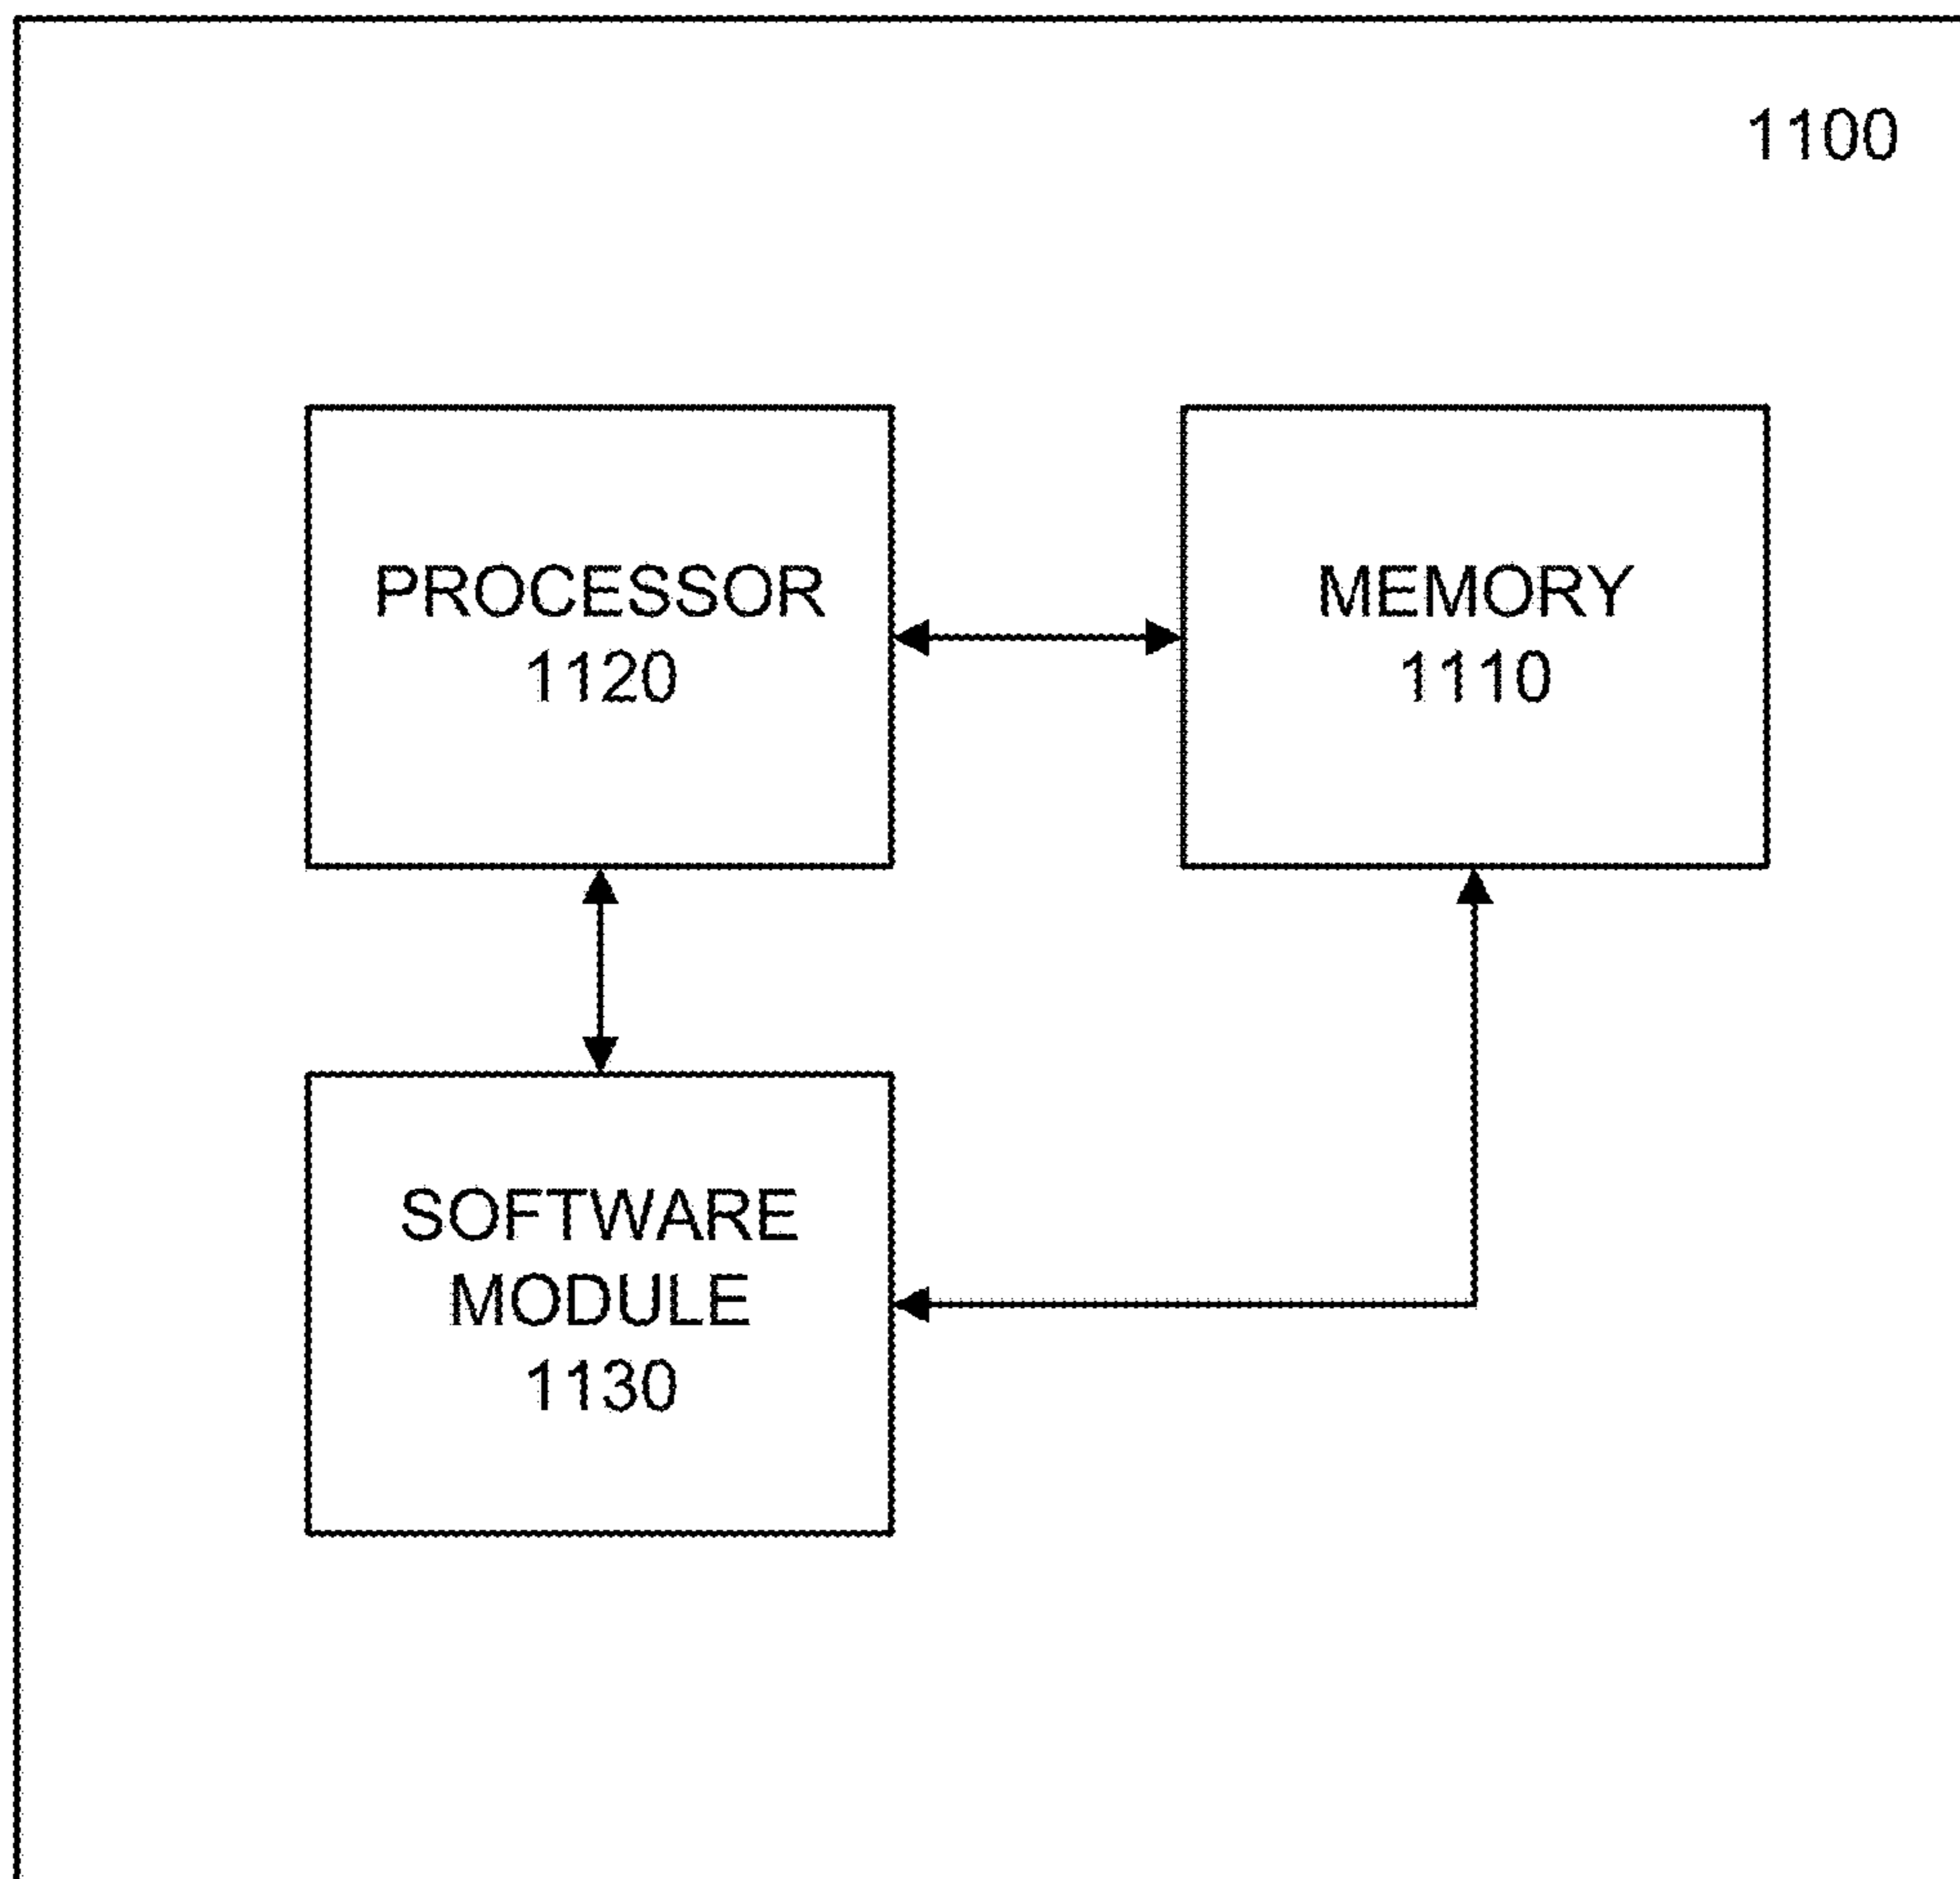 1100
PROCESSOR
1120
MEMORY
1110
SOFTWARE
MODULE
1130